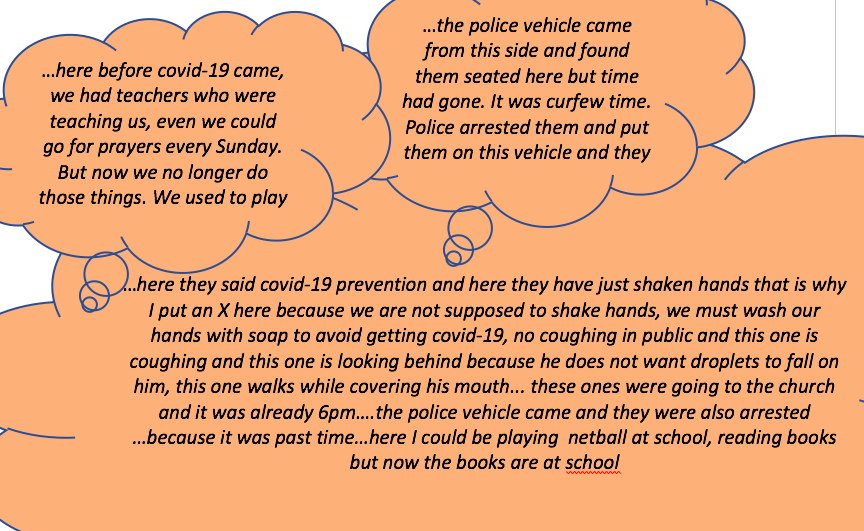 ...here before covid-19 came,
we had teachers who were
teaching us, even we could
go for prayers every Sunday.
But now we no longer do
those things. We used to play
...the police vehicle came
from this side and found
them seated here but time
had gone. It was curfew time.
Police arrested them and put
them on this vehicle and they
...here they said covid-19 prevention and here they have just shaken hands that is why
I put an X here because we are not supposed to shake hands, we must wash our
hands with soap to avoid getting covid-19, no coughing in public and this one is
coughing and this one is looking behind because he does not want droplets to fall on
him, this one walks while covering his mouth... these ones were going to the church
and it was already 6pm....the police vehicle came and they were also arrested
...because it was past time...here I could be playing  netball at school, reading books
but now the books are at school